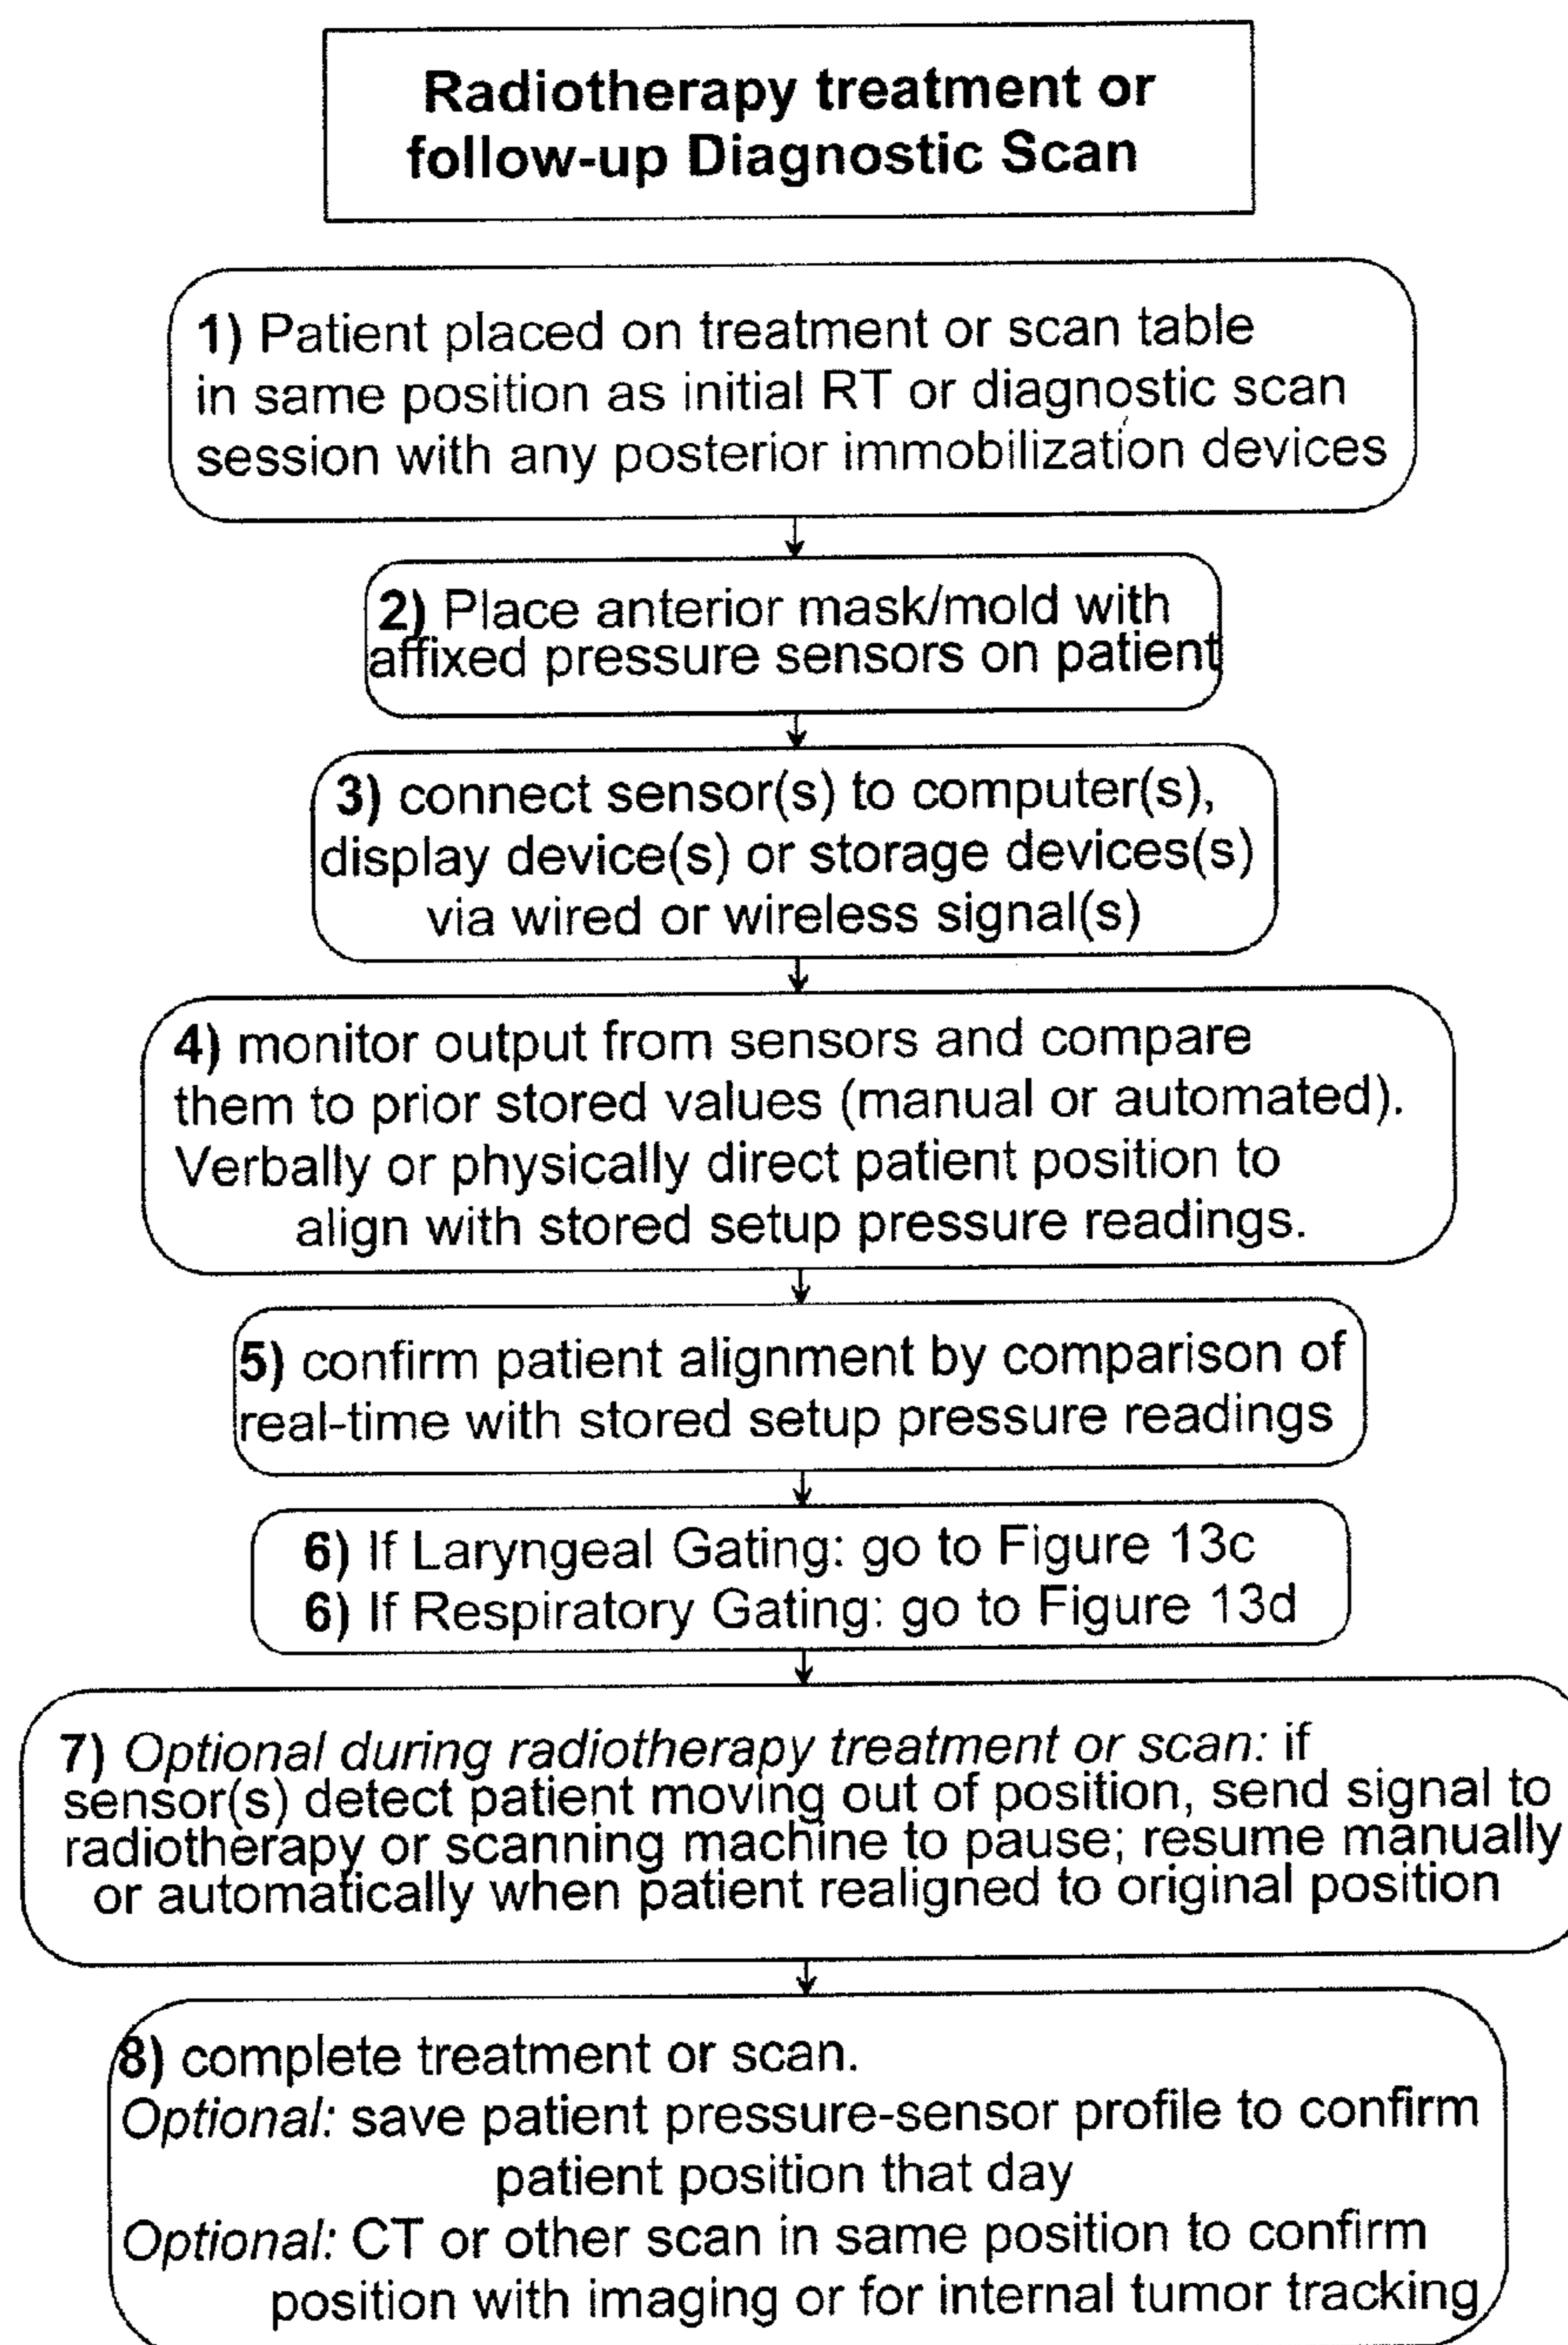 Radiotherapy treatment or
follow-up Diagnostic Scan
1) Patient placed on treatment or scan table
in same position as initial RT or diagnostic scan
session with any posterior immobilization devices
2) Place anterior mask/mold with
affixed pressure sensors on patient
3) connect sensor(s) to computer(s),
display device(s) or storage devices(s)
via wired or wireless signal(s)
4) monitor output from sensors and compare
them to prior stored values (manual or automated).
Verbally or physically direct patient position to
align with stored setup pressure readings.
5) confirm patient alignment by comparison of
real-time with stored setup pressure readings
6) If Laryngeal Gating: go to Figure 13c
6) If Respiratory Gating: go to Figure 13d
7) Optional during radiotherapy treatment or scan: if
sensor(s) detect patient moving out of position, send signal to
radiotherapy or scanning machine to pause; resume manually
or automatically when patient realigned to original position
8) complete treatment or scan.
Optional: save patient pressure-sensor profile to confirm
patient position that day
Optional: CT or other scan in same position to confirm
position with imaging or for internal tumor tracking